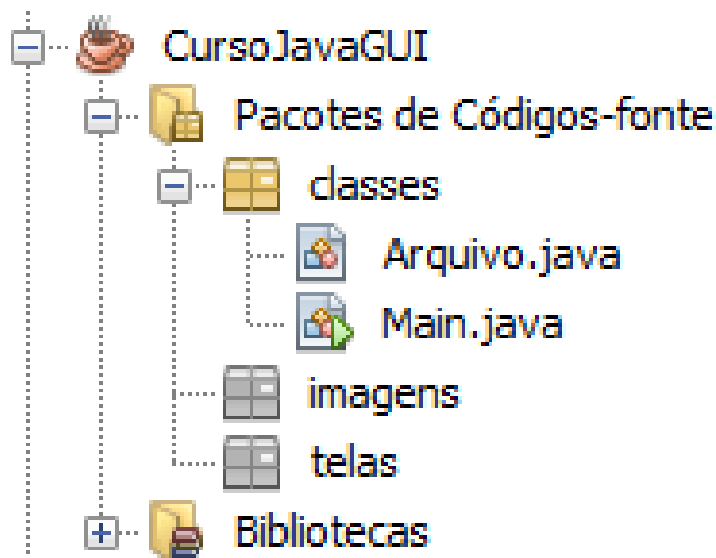 CursoJavaGUI
Pacotes de Códigos-fonte
classes
Arquivo.java
Main.java
imagens
telas
Bibliotecas